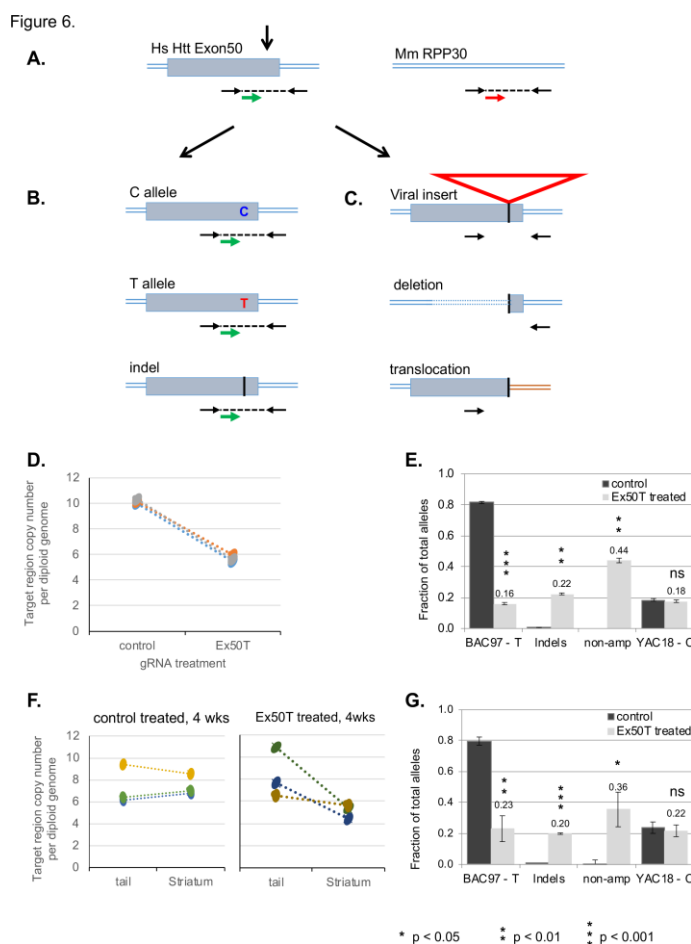 Figure 6.
A.
Hs Htt Exon50
Mm RPP30
B.
C allele
C
T allele
T
indel
C.
Viral insert
deletion
translocation
D.
Target region copy number
per diploid genome
12
10
8
6
4
2
0
control
Ex50T
gRNA treatment
E.
Fraction of total alleles
1.0
0.8
0.6
0.4
0.2
0.0
control
Ex50T treated
***
0.16
**
0.22
**
0.44
ns
0.18
BAC97 - T
Indels
non-amp
YAC18 - C
F.
control treated, 4 wks
Ex50T treated, 4wks
Target region copy number
per diploid genome
12
10
8
6
4
2
0
tail
Striatum
tail
Striatum
G.
Fraction of total alleles
1.0
0.8
0.6
0.4
0.2
0.0
control
Ex50T treated
**
0.23
***
0.20
*
0.36
ns
0.22
BAC97 - T
Indels
non-amp
YAC18 - C
* p < 0.05
** p < 0.01
*** p < 0.001